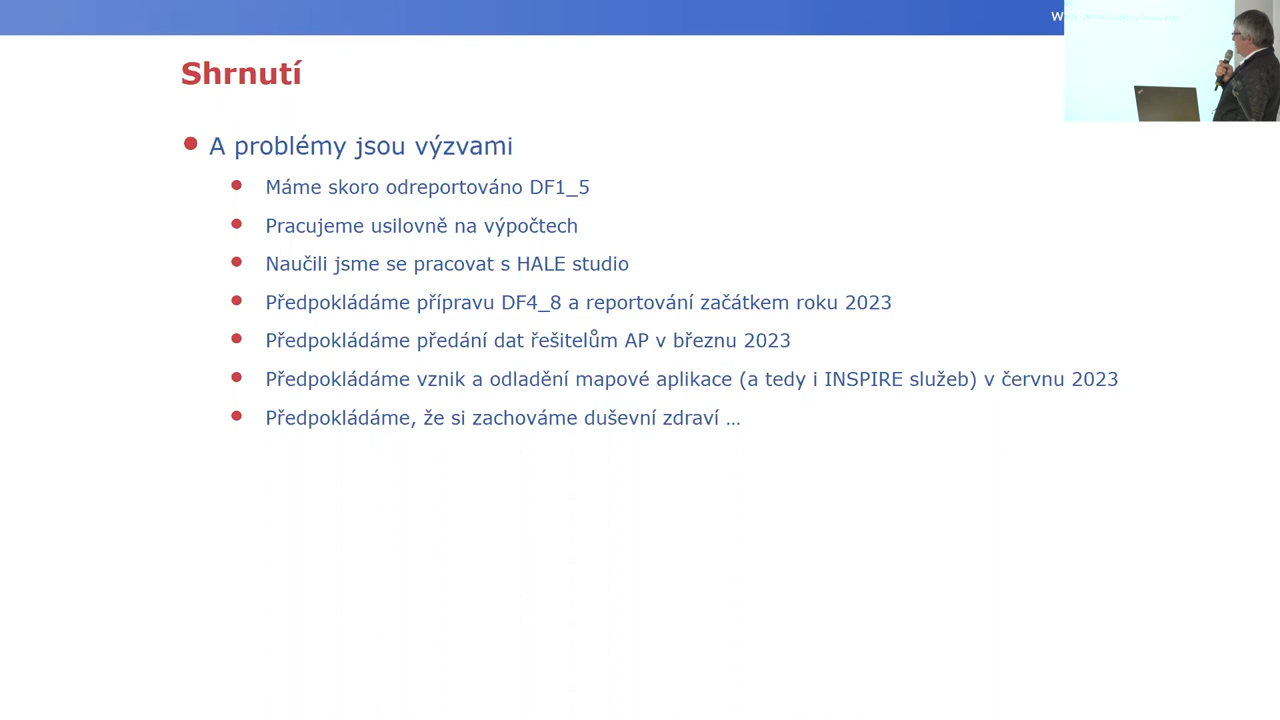 Shrnutí
A problémy jsou výzvami
Máme skoro odreportováno DF1_5
Pracujeme usilovně na výpočtech
Naučili jsme se pracovat s HALE studio
Předpokládáme přípravu DF4_8 a reportování začátkem roku 2023
Předpokládáme předání dat řešitelům AP v březnu 2023
Předpokládáme vznik a odladění mapové aplikace (a tedy i INSPIRE služeb) v červnu 2023
Předpokládáme, že si zachováme duševní zdraví …